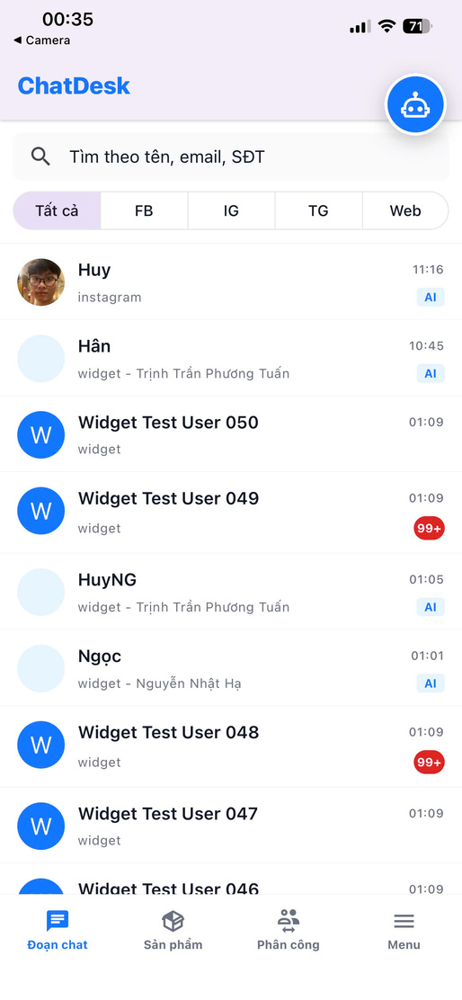 00:35
71
◀ Camera
ChatDesk
Tìm theo tên, email, SĐT
Tất cả
FB
IG
TG
Web
Huy
11:16
instagram
AI
Hân
10:45
widget - Trịnh Trần Phương Tuấn
AI
W
Widget Test User 050
01:09
widget
W
Widget Test User 049
01:09
widget
99+
HuyNG
01:05
widget - Trịnh Trần Phương Tuấn
AI
Ngọc
01:01
widget - Nguyễn Nhật Hạ
AI
W
Widget Test User 048
01:09
widget
99+
W
Widget Test User 047
01:09
widget
Widget Test User 046
01:09
Đoạn chat
Sản phẩm
Phân công
Menu